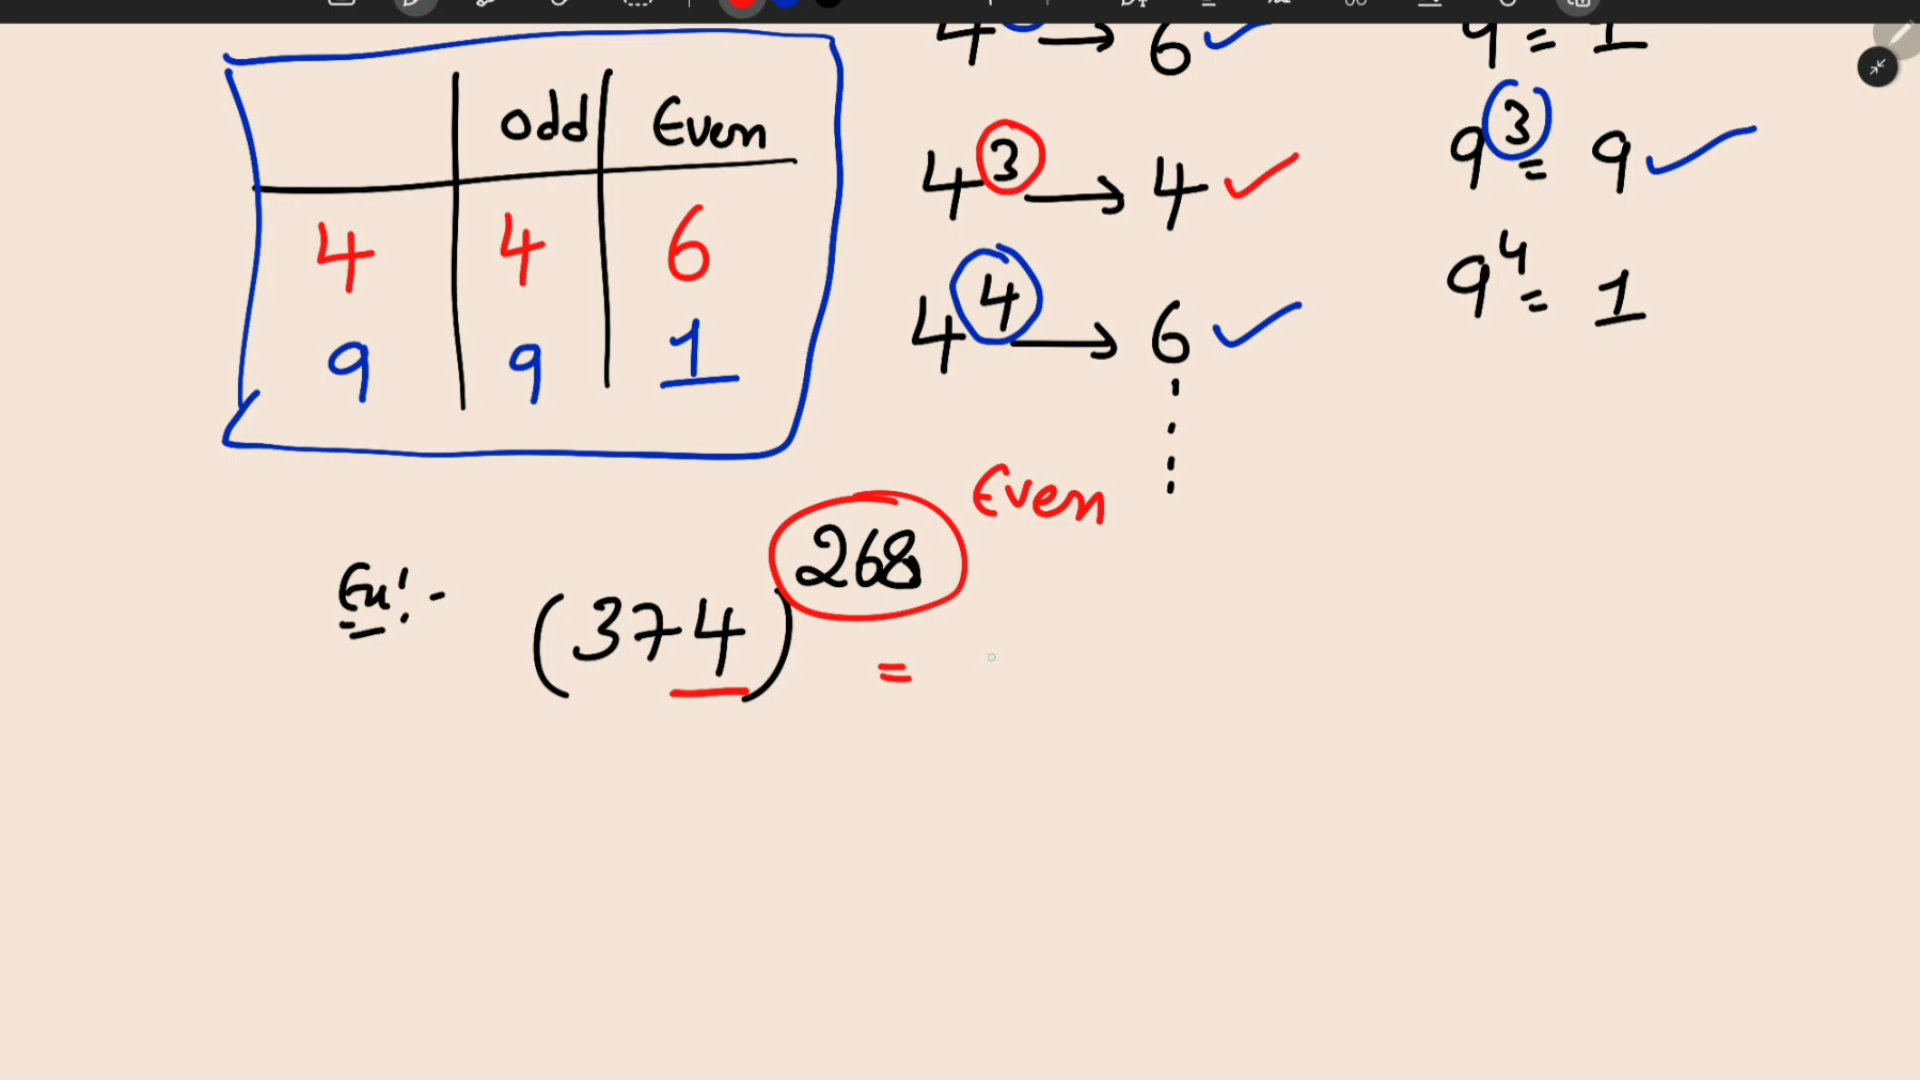 odd Even
4 4 6
9 9 1
4 → 6
4³ → 4
4⁴ → 6
9 = 1
9³ = 9
9⁴ = 1
Ex:- (374)²⁶⁸ =
Even